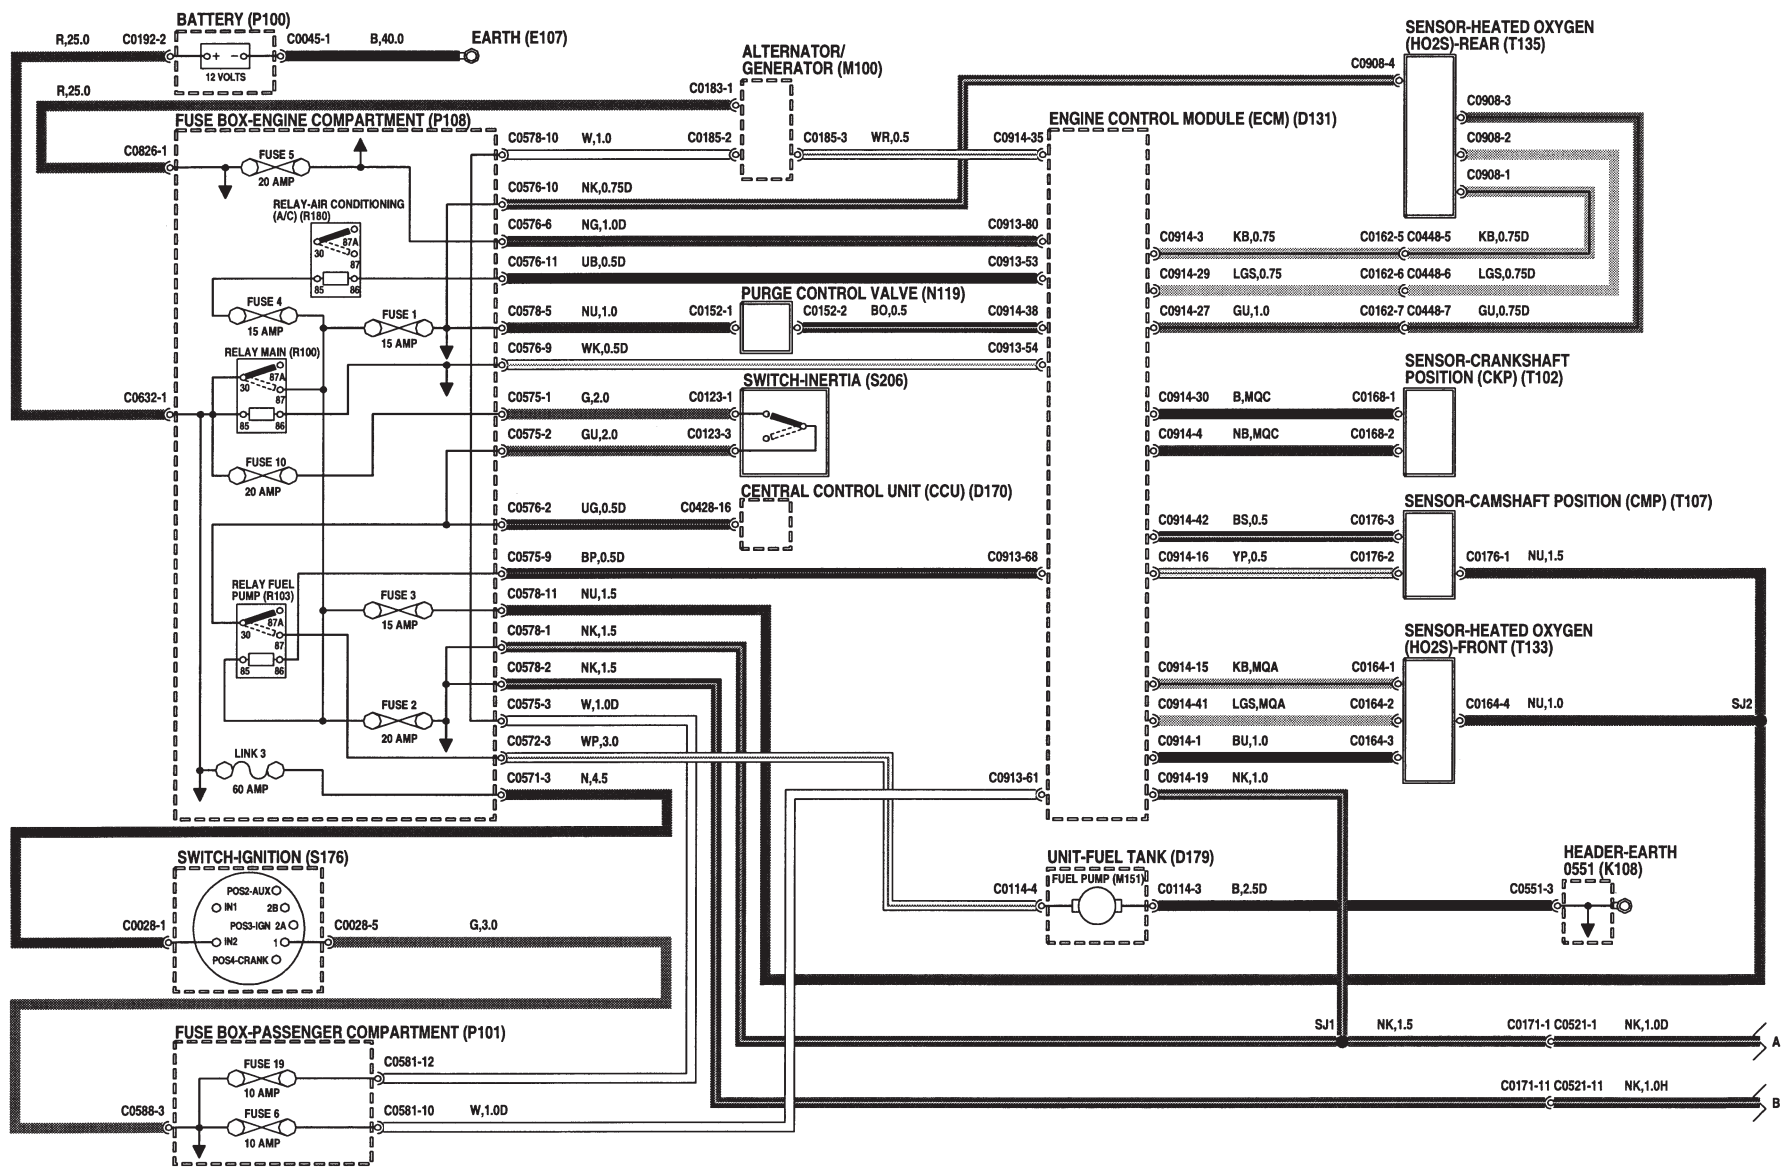 BATTERY (P100)
R,25.0 C0192-2 C0045-1 B,40.0 EARTH (E107)
12 VOLTS
R,25.0 C0183-1
ALTERNATOR/
GENERATOR (M100)
SENSOR-HEATED OXYGEN
(HO2S)-REAR (T135)
C0908-4
C0908-3
C0908-2
C0908-1
FUSE BOX-ENGINE COMPARTMENT (P108)
C0826-1
FUSE 5
20 AMP
C0578-10 W,1.0 C0185-2 C0185-3 WR,0.5 C0914-35
ENGINE CONTROL MODULE (ECM) (D131)
C0576-10 NK,0.75D
RELAY-AIR CONDITIONING
(A/C) (R180)
87A
30
87
85 86
C0576-6 NG,1.0D C0913-80
C0576-11 UB,0.5D C0913-53
C0914-3 KB,0.75 C0162-5 C0448-5 KB,0.75D
C0914-29 LGS,0.75 C0162-6 C0448-6 LGS,0.75D
C0914-27 GU,1.0 C0162-7 C0448-7 GU,0.75D
FUSE 4
15 AMP
FUSE 1
15 AMP
PURGE CONTROL VALVE (N119)
C0578-5 NU,1.0 C0152-1 C0152-2 BO,0.5 C0914-38
C0576-9 WK,0.5D C0913-54
RELAY MAIN (R100)
87A
30
87
85 86
C0632-1
SWITCH-INERTIA (S206)
C0575-1 G,2.0 C0123-1
C0575-2 GU,2.0 C0123-3
SENSOR-CRANKSHAFT
POSITION (CKP) (T102)
C0914-30 B,MQC C0168-1
C0914-4 NB,MQC C0168-2
FUSE 10
20 AMP
CENTRAL CONTROL UNIT (CCU) (D170)
C0576-2 UG,0.5D C0428-16
SENSOR-CAMSHAFT POSITION (CMP) (T107)
C0914-42 BS,0.5 C0176-3
C0914-16 YP,0.5 C0176-2 C0176-1 NU,1.5
C0575-9 BP,0.5D C0913-68
RELAY FUEL
PUMP (R103)
87A
30
87
85 86
FUSE 3
15 AMP
C0578-11 NU,1.5
C0578-1 NK,1.5
C0578-2 NK,1.5
SENSOR-HEATED OXYGEN
(HO2S)-FRONT (T133)
C0914-15 KB,MQA C0164-1
C0914-41 LGS,MQA C0164-2 C0164-4 NU,1.0 SJ2
C0914-1 BU,1.0 C0164-3
C0914-19 NK,1.0
FUSE 2
20 AMP
C0575-3 W,1.0D
C0572-3 WP,3.0
LINK 3
60 AMP
C0571-3 N,4.5 C0913-61
SWITCH-IGNITION (S176)
POS2-AUX
IN1 2B
POS3-IGN 2A
IN2 1
POS4-CRANK
C0028-1 C0028-5 G,3.0
UNIT-FUEL TANK (D179)
FUEL PUMP (M151)
C0114-4 C0114-3 B,2.5D C0551-3
HEADER-EARTH
0551 (K108)
FUSE BOX-PASSENGER COMPARTMENT (P101)
FUSE 19
10 AMP
C0581-12
C0588-3
FUSE 6
10 AMP
C0581-10 W,1.0D
SJ1 NK,1.5 C0171-1 C0521-1 NK,1.0D A
C0171-11 C0521-11 NK,1.0H B